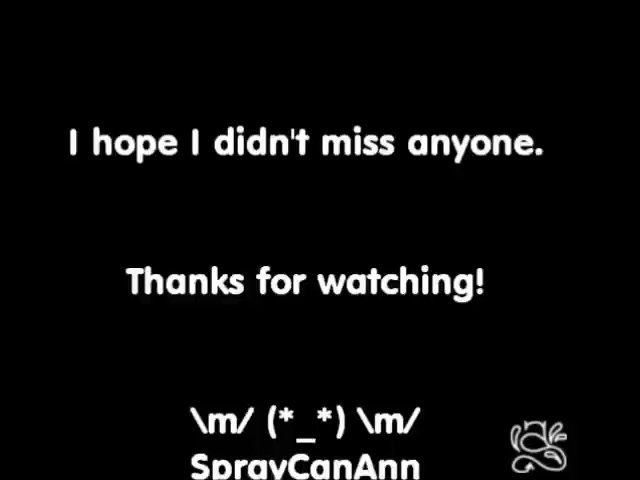 I hope I didn't miss anyone.
Thanks for watching!
\m/ (*_*) \m/
SprayCanAnn